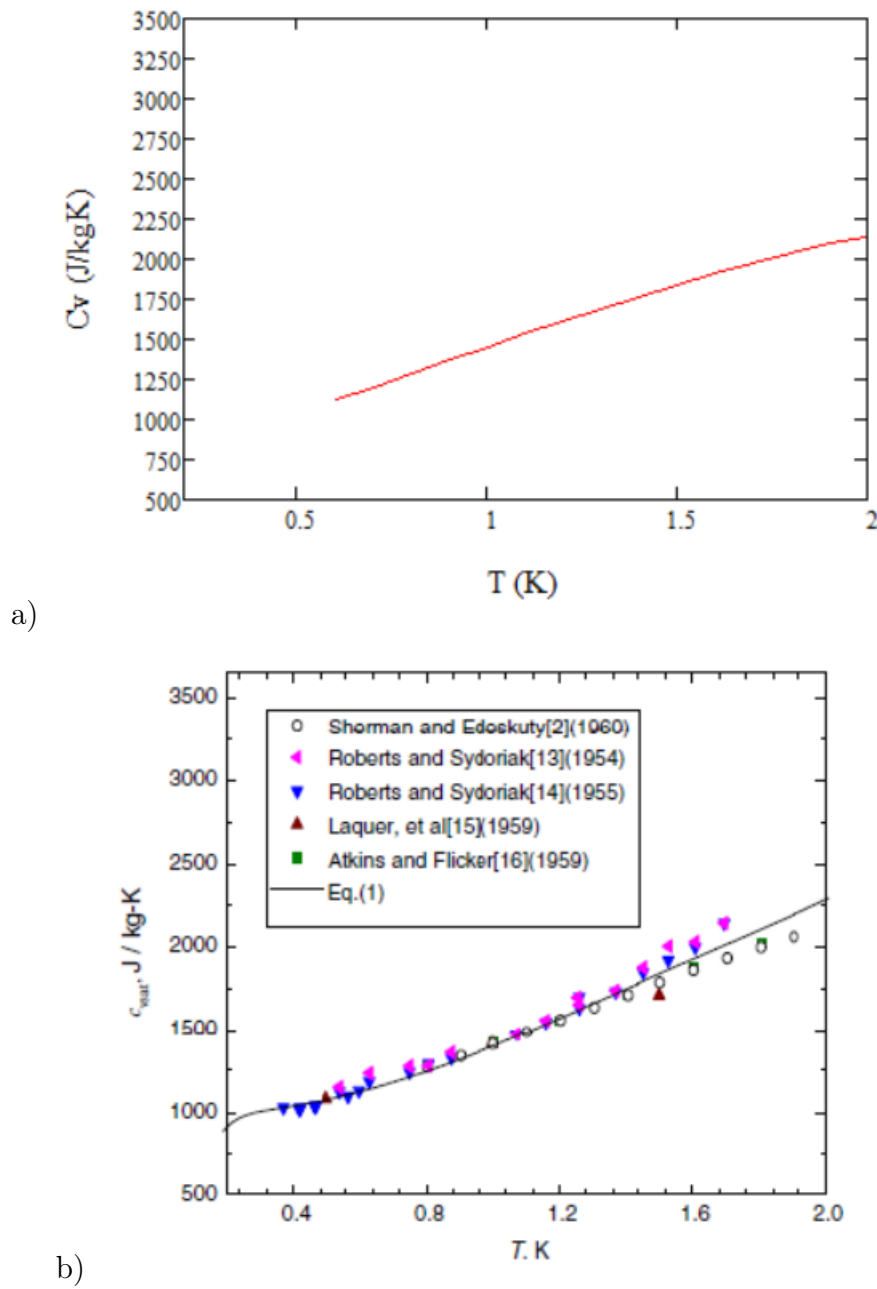 3500
3250
3000
2750
2500
2250
2000
1750
1500
1250
1000
750
500
Cv (J/kgK)
0.5 1 1.5 2
T (K)
a)
3500
3000
2500
2000
1500
1000
500
J / kg-K
Sherman and Edeskuty[2](1960)
Roberts and Sydoriak[13](1954)
Roberts and Sydoriak[14](1955)
Laquer, et al[15](1959)
Atkins and Flicker[16](1959)
Eq.(1)
0.4 0.8 1.2 1.6 2.0
T. K
b)